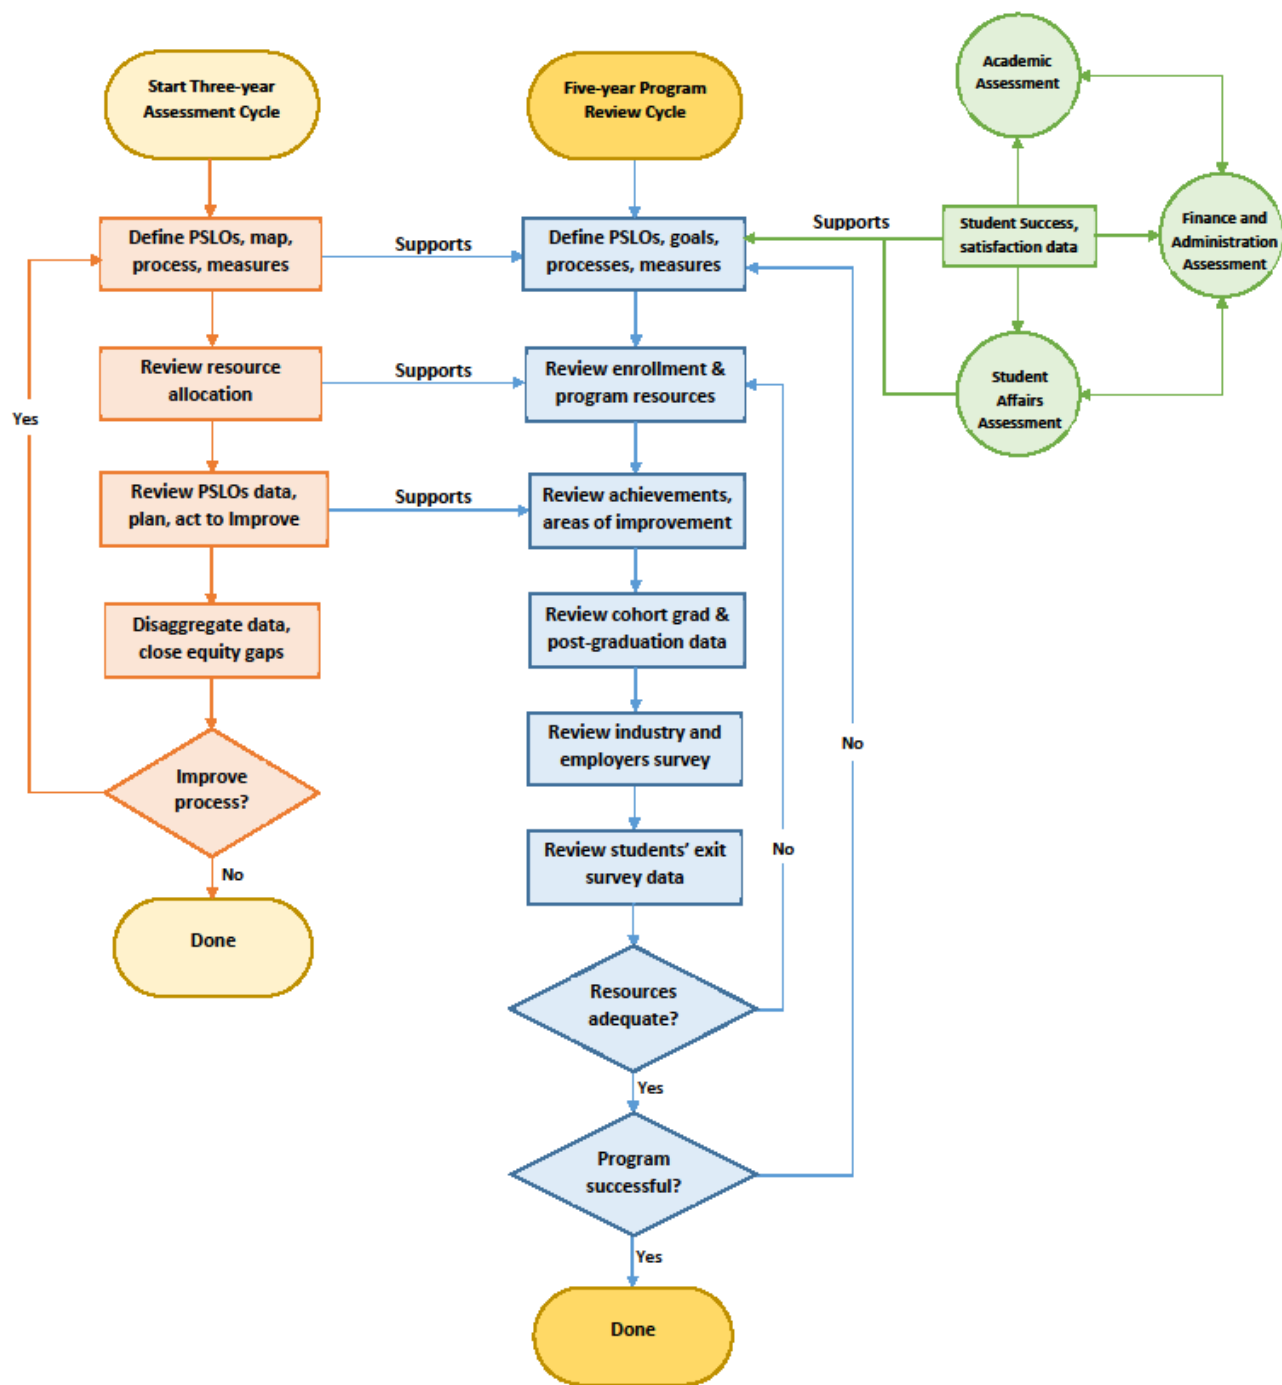 Start Three-year
Assessment Cycle
Five-year Program
Review Cycle
Academic
Assessment
Define PSLOs, map,
process, measures
Supports
Define PSLOs, goals,
processes, measures
Supports
Student Success,
satisfaction data
Finance and
Administration
Assessment
Review resource
allocation
Supports
Review enrollment &
program resources
Student
Affairs
Assessment
Yes
Review PSLOs data,
plan, act to Improve
Supports
Review achievements,
areas of improvement
Disaggregate data,
close equity gaps
Review cohort grad &
post-graduation data
Improve
process?
Review industry and
employers survey
No
No
Review students’ exit
survey data
No
Done
Resources
adequate?
Yes
Program
successful?
Yes
Done